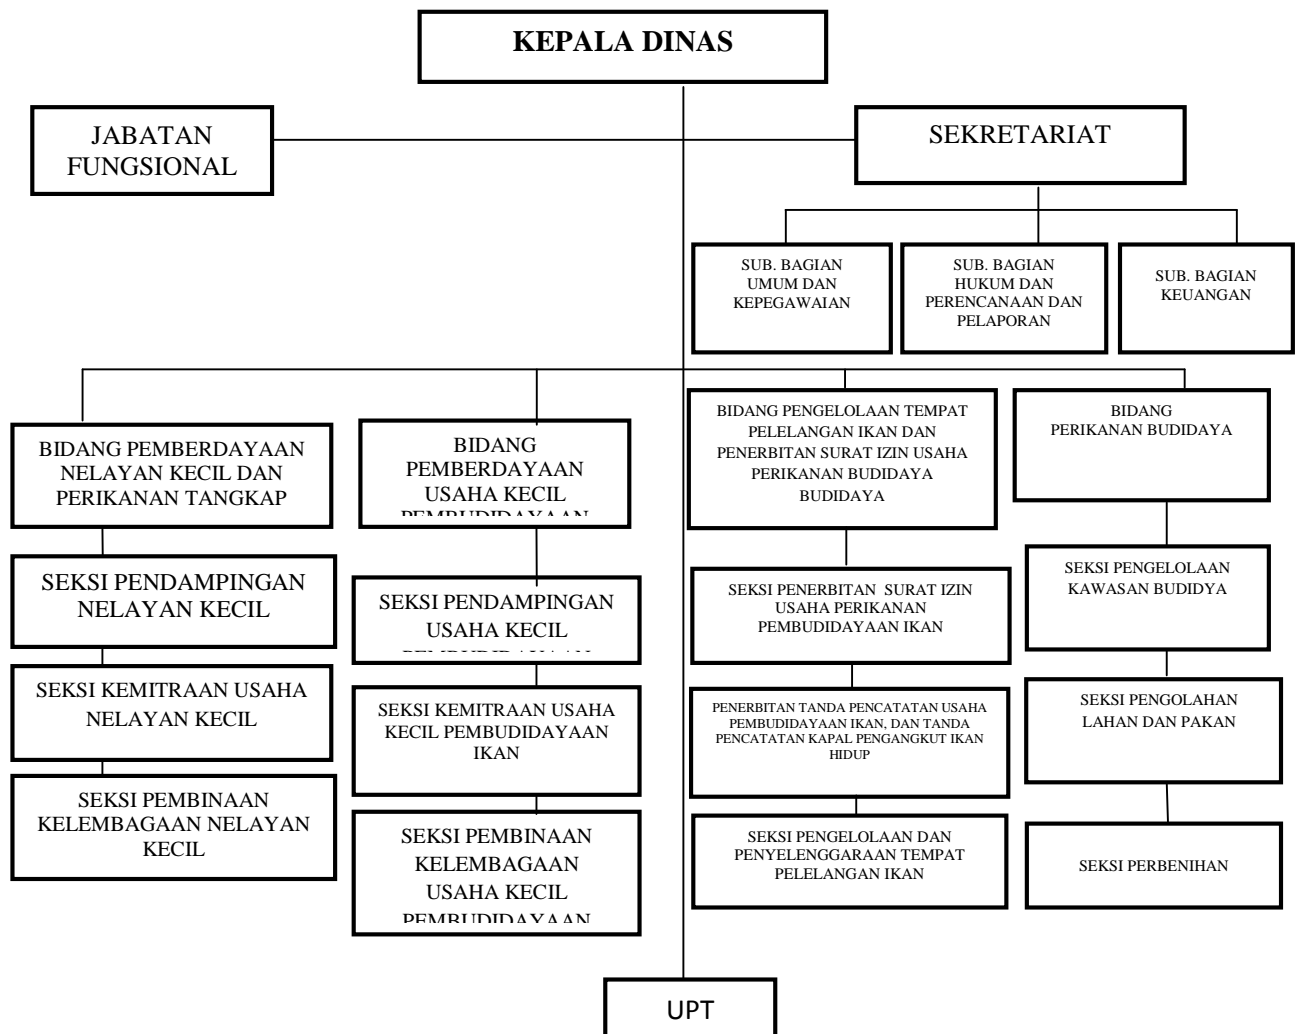 KEPALA DINAS
JABATAN
FUNGSIONAL
SEKRETARIAT
SUB. BAGIAN
UMUM DAN
KEPEGAWAIAN
SUB. BAGIAN
HUKUM DAN
PERENCANAAN DAN
PELAPORAN
SUB. BAGIAN
KEUANGAN
BIDANG PEMBERDAYAAN
NELAYAN KECIL DAN
PERIKANAN TANGKAP
BIDANG
PEMBERDAYAAN
USAHA KECIL
PEMBUDIDAYAAN
BIDANG PENGELOLAAN TEMPAT
PELELANGAN IKAN DAN
PENERBITAN SURAT IZIN USAHA
PERIKANAN BUDIDAYA
BUDIDAYA
BIDANG
PERIKANAN BUDIDAYA
SEKSI PENDAMPINGAN
NELAYAN KECIL
SEKSI PENDAMPINGAN
USAHA KECIL
PEMBUDIDAYAAN
SEKSI PENERBITAN  SURAT IZIN
USAHA PERIKANAN
PEMBUDIDAYAAN IKAN
SEKSI PENGELOLAAN
KAWASAN BUDIDYA
SEKSI KEMITRAAN USAHA
NELAYAN KECIL
SEKSI KEMITRAAN USAHA
KECIL PEMBUDIDAYAAN
IKAN
PENERBITAN TANDA PENCATATAN USAHA
PEMBUDIDAYAAN IKAN, DAN TANDA
PENCATATAN KAPAL PENGANGKUT IKAN
HIDUP
SEKSI PENGOLAHAN
LAHAN DAN PAKAN
SEKSI PEMBINAAN
KELEMBAGAAN NELAYAN
KECIL
SEKSI PEMBINAAN
KELEMBAGAAN
USAHA KECIL
PEMBUDIDAYAAN
SEKSI PENGELOLAAN DAN
PENYELENGGARAAN TEMPAT
PELELANGAN IKAN
SEKSI PERBENIHAN
UPT